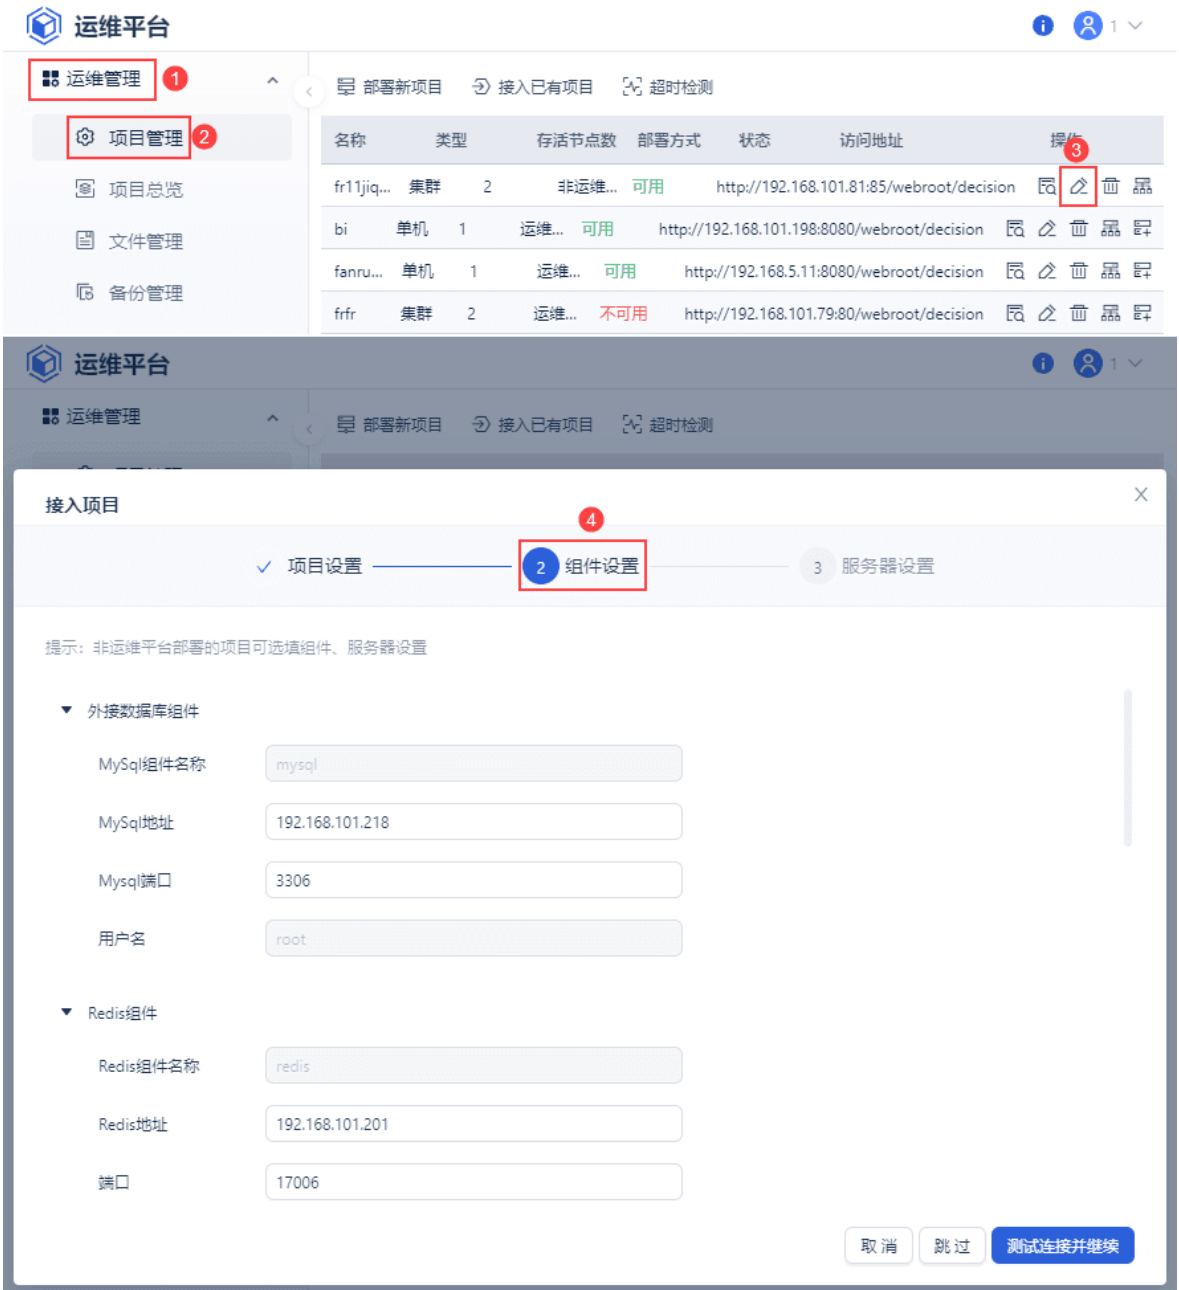 运维平台
1
运维管理 1
部署新项目 接入已有项目 超时检测
项目管理 2
项目总览
文件管理
备份管理
名称 类型 存活节点数 部署方式 状态 访问地址 操作
3
fr11jiq... 集群 2 非运维... 可用 http://192.168.101.81:85/webroot/decision
bi 单机 1 运维... 可用 http://192.168.101.198:8080/webroot/decision
fanru... 单机 1 运维... 可用 http://192.168.5.11:8080/webroot/decision
frfr 集群 2 运维... 不可用 http://192.168.101.79:80/webroot/decision
运维平台
1
运维管理
部署新项目 接入已有项目 超时检测
接入项目
4
项目设置 2 组件设置 3 服务器设置
提示：非运维平台部署的项目可选填组件、服务器设置
外接数据库组件
MySql组件名称 mysql
MySql地址 192.168.101.218
Mysql端口 3306
用户名 root
Redis组件
Redis组件名称 redis
Redis地址 192.168.101.201
端口 17006
取消 跳过 测试连接并继续